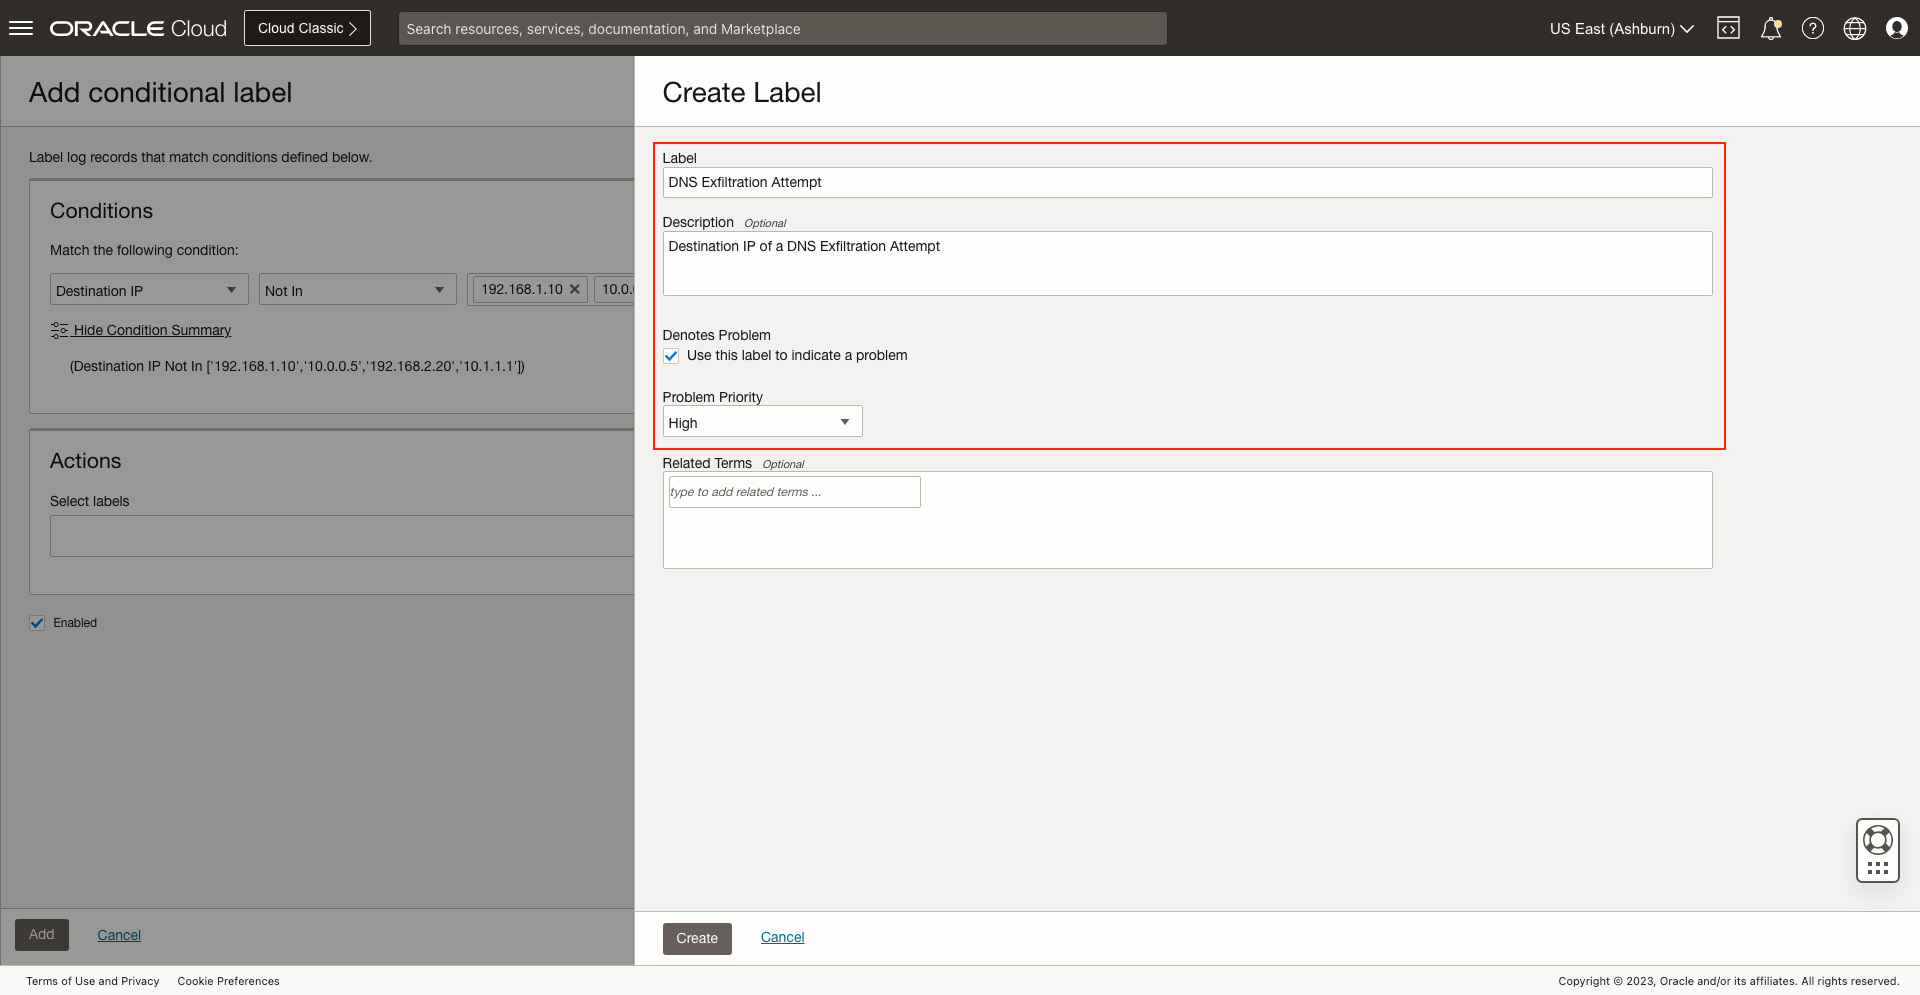 ORACLE Cloud
Cloud Classic
Search resources, services, documentation, and Marketplace
US East (Ashburn)
Add conditional label
Label log records that match conditions defined below.
Conditions
Match the following condition:
Destination IP
Not In
192.168.1.10
10.0.
Hide Condition Summary
(Destination IP Not In ['192.168.1.10','10.0.0.5','192.168.2.20','10.1.1.1'])
Actions
Select labels
Enabled
Add
Cancel
Create Label
Label
DNS Exfiltration Attempt
Description Optional
Destination IP of a DNS Exfiltration Attempt
Denotes Problem
Use this label to indicate a problem
Problem Priority
High
Related Terms Optional
type to add related terms ...
Create
Cancel
Terms of Use and Privacy
Cookie Preferences
Copyright © 2023, Oracle and/or its affiliates. All rights reserved.